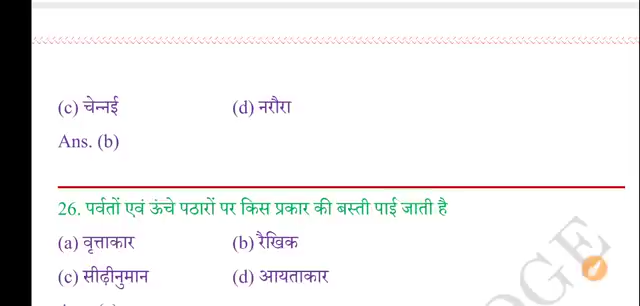 (c) चेन्नई (d) नरौरा
Ans. (b)
26. पर्वतों एवं ऊंचे पठारों पर किस प्रकार की बस्ती पाई जाती है
(a) वृत्ताकार (b) रैखिक
(c) सीढ़ीनुमान (d) आयताकार